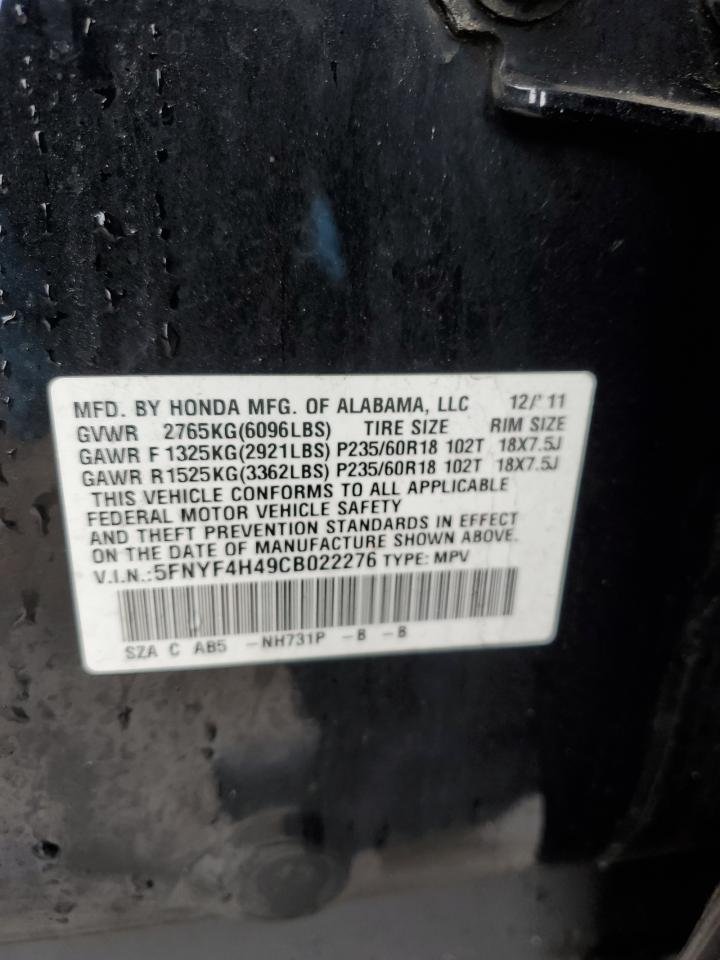 MFD. BY HONDA MFG. OF ALABAMA, LLC 12/'11
GVWR 2765KG(6096LBS) TIRE SIZE RIM SIZE
GAWR F 1325KG(2921LBS) P235/60R18 102T 18X7.5J
GAWR R 1525KG(3362LBS) P235/60R18 102T 18X7.5J
THIS VEHICLE CONFORMS TO ALL APPLICABLE
FEDERAL MOTOR VEHICLE SAFETY
AND THEFT PREVENTION STANDARDS IN EFFECT
ON THE DATE OF MANUFACTURE SHOWN ABOVE.
V.I.N.:5FNYF4H49CB022276 TYPE: MPV
SZA C AB5 -NH731P -B -B